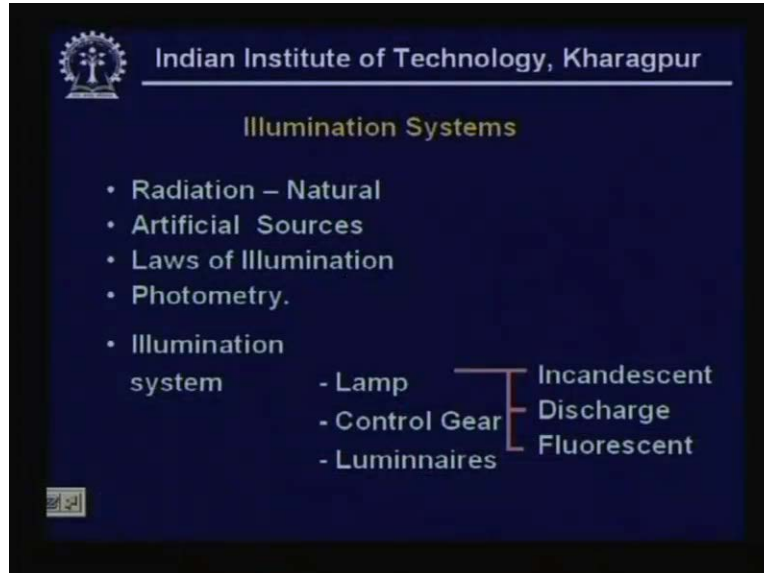 Indian Institute of Technology, Kharagpur
Illumination Systems
• Radiation – Natural
• Artificial Sources
• Laws of Illumination
• Photometry.
• Illumination
system - Lamp Incandescent
- Control Gear Discharge
- Luminnaires Fluorescent